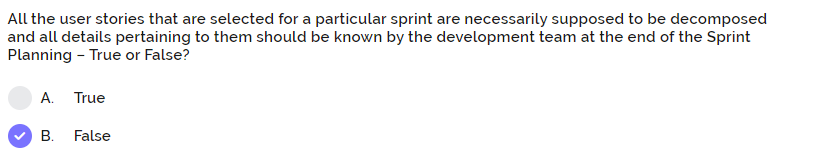 All the user stories that are selected for a particular sprint are necessarily supposed to be decomposed
and all details pertaining to them should be known by the development team at the end of the Sprint
Planning – True or False?
A. True
B. False